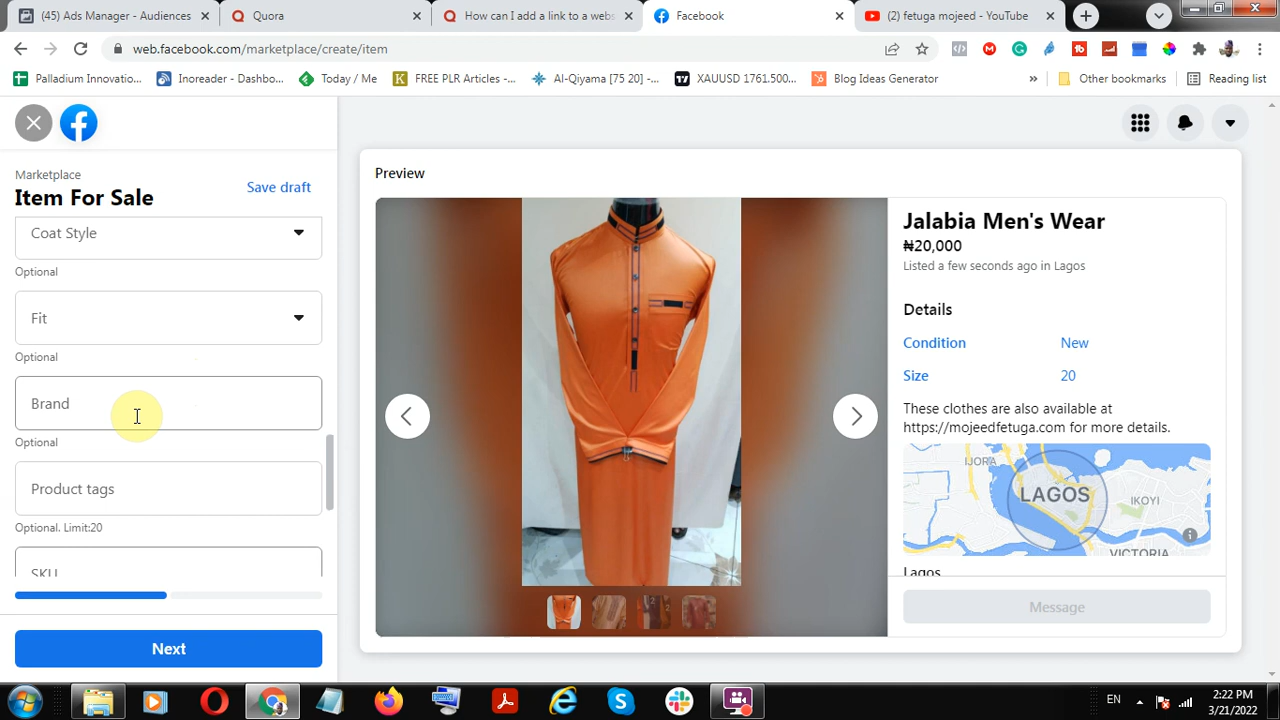 (45) Ads Manager - Audiences
Quora
How can I add a link to a web
Facebook
(2) fetuga mojeed - YouTube
web.facebook.com/marketplace/create/item
Palladium Innovatio...
Inoreader - Dashbo...
Today / Me
FREE PLR Articles -...
Al-Qiyama [75 20] -...
XAUUSD 1761.500...
Blog Ideas Generator
»
Other bookmarks
Reading list
Marketplace
Item For Sale
Save draft
Coat Style
Optional
Fit
Optional
Brand
Optional
Product tags
Optional. Limit:20
SKU
Next
Preview
Jalabia Men's Wear
₦20,000
Listed a few seconds ago in Lagos
Details
Condition New
Size 20
These clothes are also available at
https://mojeedfetuga.com for more details.
IJORA
LAGOS
IKOYI
VICTORIA
Lagos
Message
EN
2:22 PM
3/21/2022